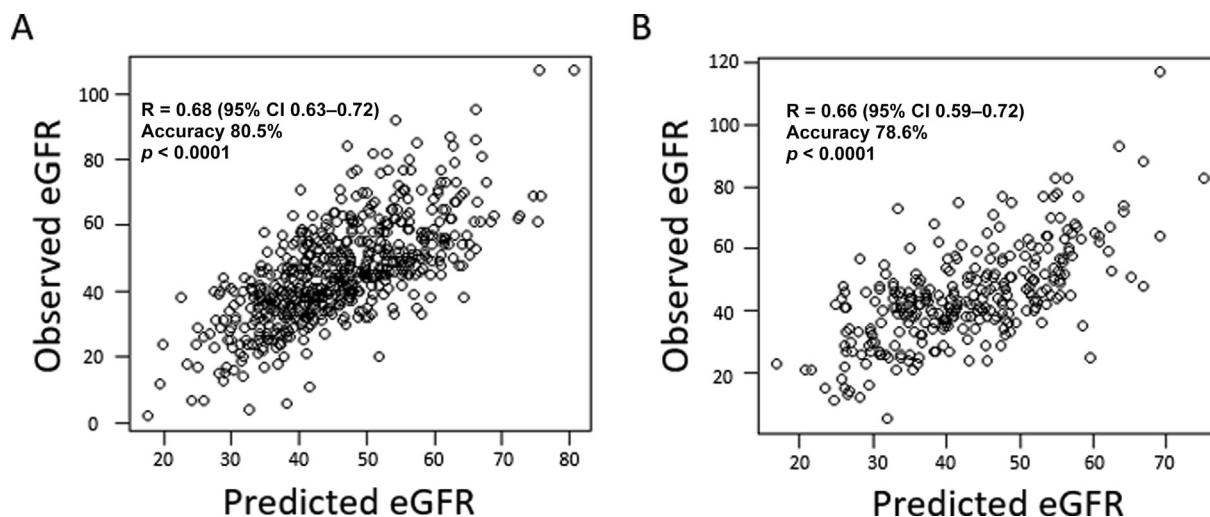 A
Observed eGFR
100
80
60
40
20
0
R = 0.68 (95% CI 0.63–0.72)
Accuracy 80.5%
p < 0.0001
20 30 40 50 60 70 80
Predicted eGFR
B
Observed eGFR
120
100
80
60
40
20
R = 0.66 (95% CI 0.59–0.72)
Accuracy 78.6%
p < 0.0001
20 30 40 50 60 70
Predicted eGFR